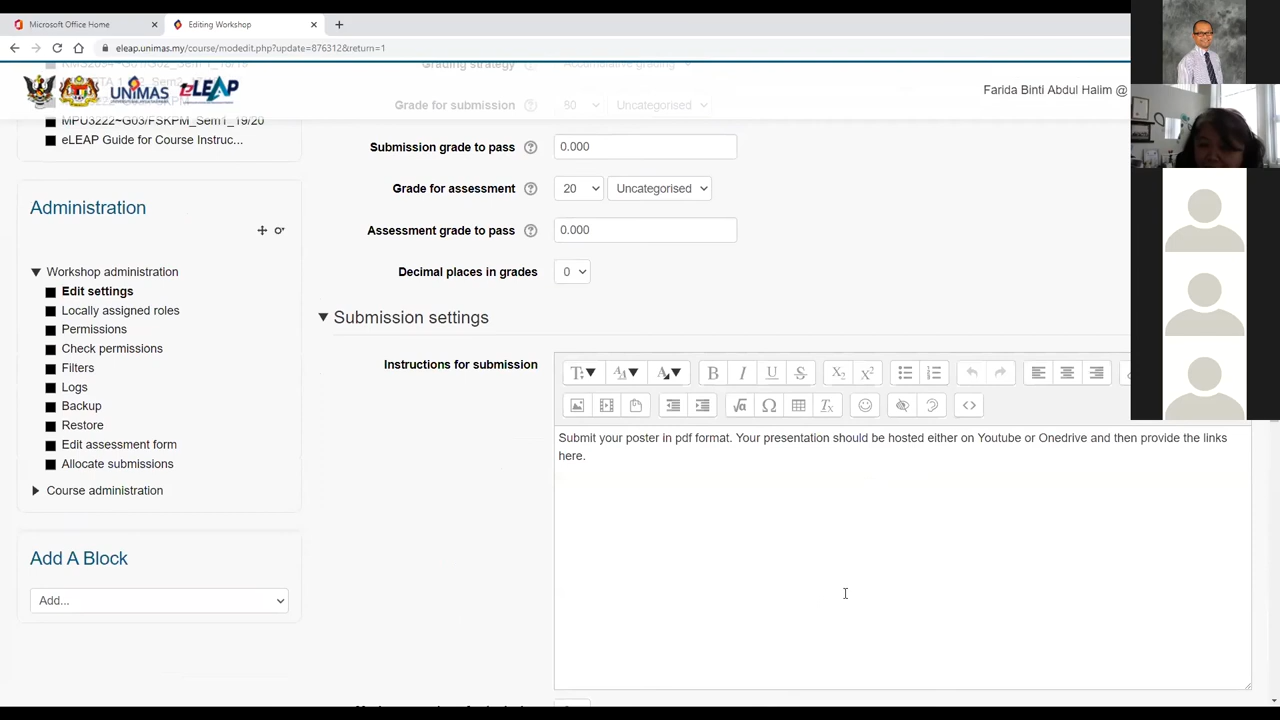 Microsoft Office Home
Editing Workshop
eleap.unimas.my/course/modedit.php?update=876312&return=1
Grading strategy
Accumulative grading
UNIMAS
eLEAP
Farida Binti Abdul Halim @
Grade for submission
80
Uncategorised
MPU3222~G03/FSKPM_Sem1_19/20
eLEAP Guide for Course Instruc...
Submission grade to pass
0.000
Grade for assessment
20
Uncategorised
Assessment grade to pass
0.000
Decimal places in grades
0
Administration
Workshop administration
Edit settings
Locally assigned roles
Permissions
Check permissions
Filters
Logs
Backup
Restore
Edit assessment form
Allocate submissions
Course administration
Add A Block
Add...
Submission settings
Instructions for submission
Submit your poster in pdf format. Your presentation should be hosted either on Youtube or Onedrive and then provide the links
here.